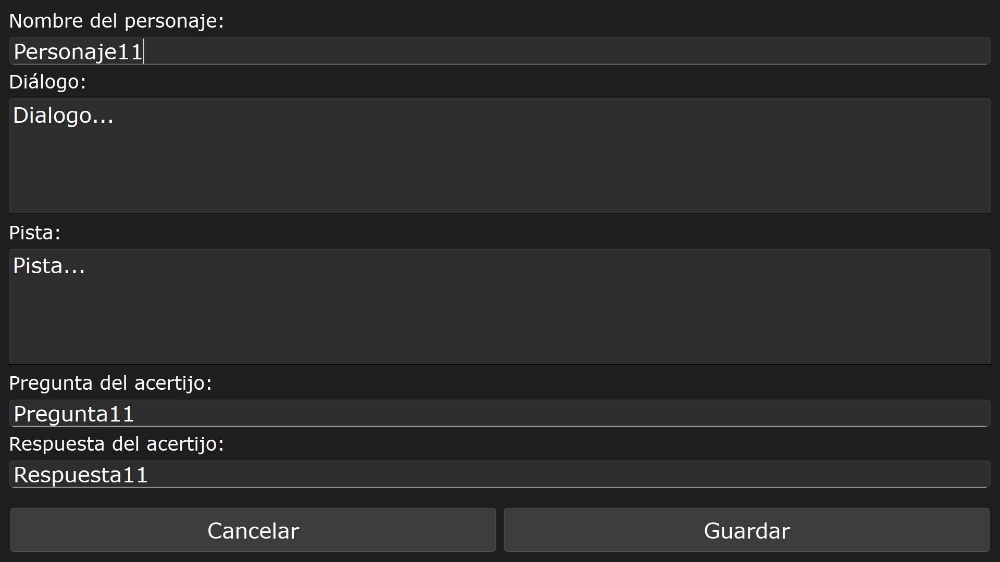 Nombre del personaje:
Personaje11
Diálogo:
Dialogo...
Pista:
Pista...
Pregunta del acertijo:
Pregunta11
Respuesta del acertijo:
Respuesta11
Cancelar
Guardar